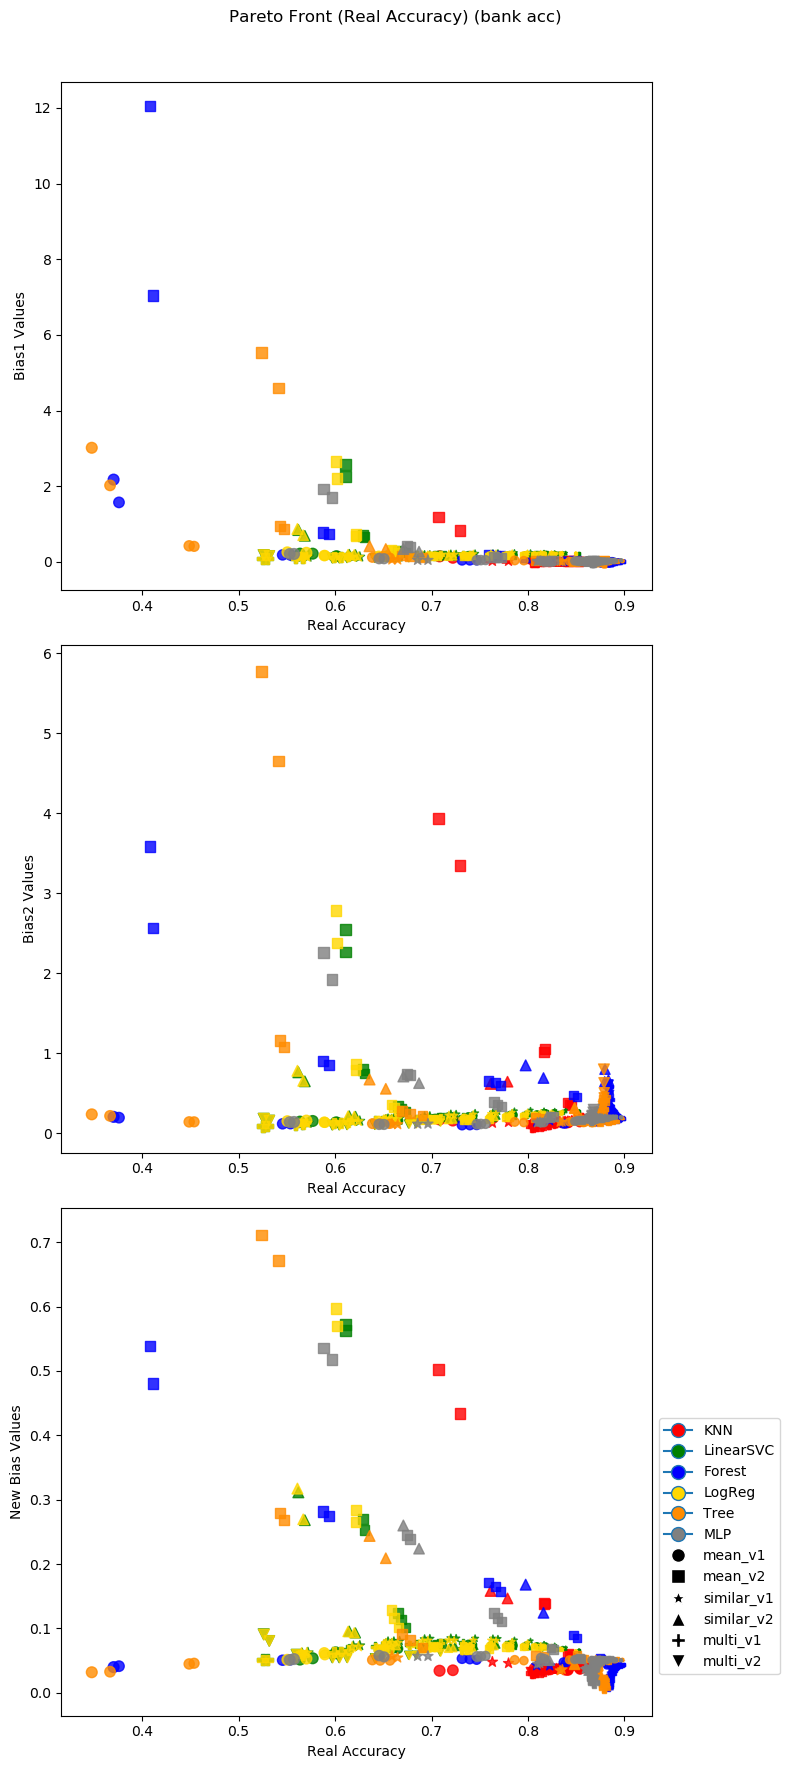 Pareto Front (Real Accuracy) (bank acc)
12
10
8
6
4
2
0
Bias1 Values
0.4 0.5 0.6 0.7 0.8 0.9
Real Accuracy
6
5
4
3
2
1
0
Bias2 Values
0.4 0.5 0.6 0.7 0.8 0.9
Real Accuracy
0.7
0.6
0.5
0.4
0.3
0.2
0.1
0.0
New Bias Values
0.4 0.5 0.6 0.7 0.8 0.9
Real Accuracy
KNN
LinearSVC
Forest
LogReg
Tree
MLP
mean_v1
mean_v2
similar_v1
similar_v2
multi_v1
multi_v2